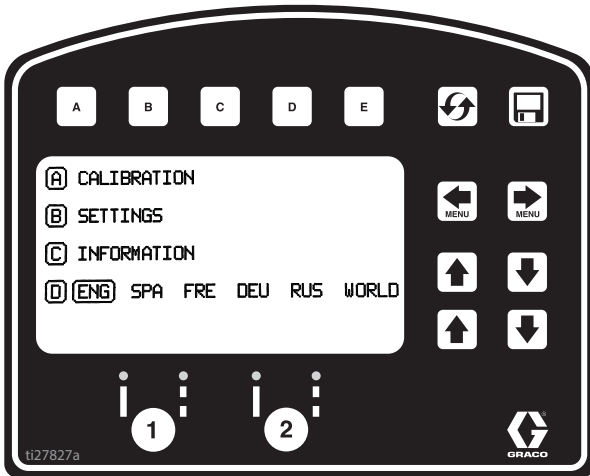 A B C D E
A CALIBRATION
B SETTINGS
C INFORMATION
D ENG SPA FRE DEU RUS WORLD
MENU MENU
1 2
ti27827a
GRACO